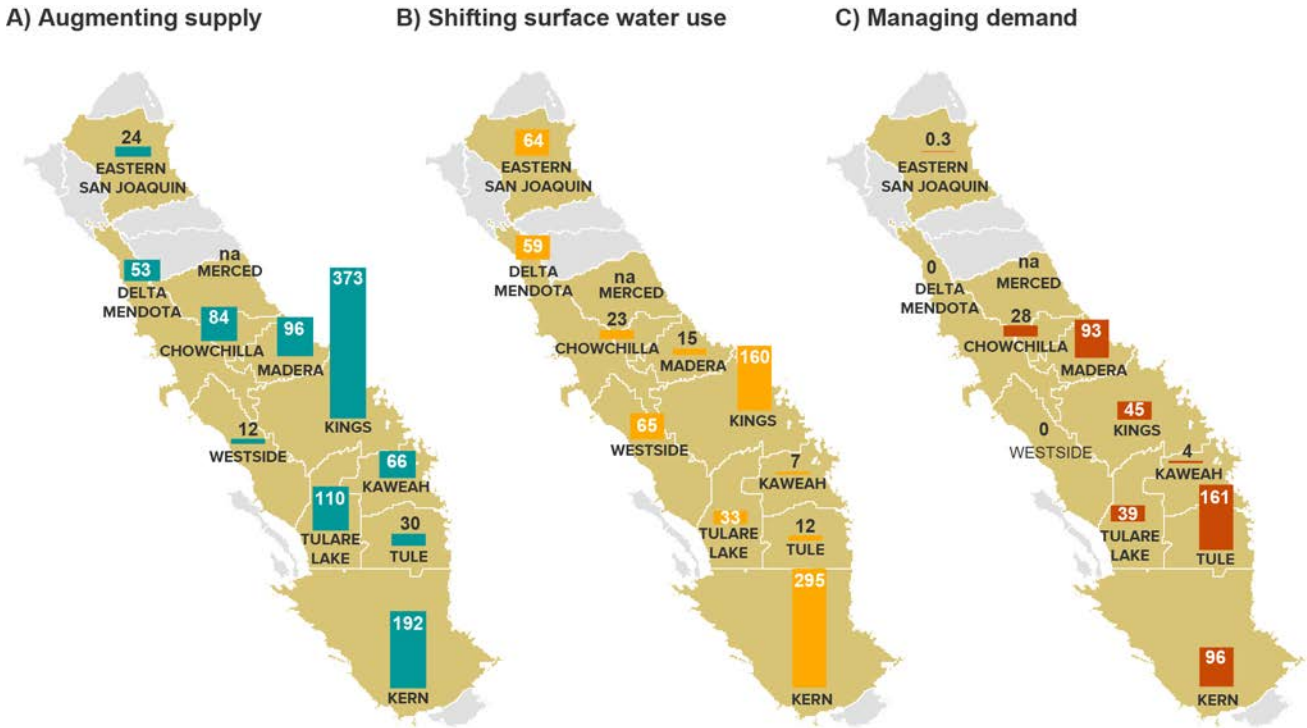 A) Augmenting supply
24
EASTERN
SAN JOAQUIN
na
MERCED
53
DELTA
MENDOTA
373
84
CHOWCHILLA
96
MADERA
KINGS
12
WESTSIDE
66
KAWEAH
110
TULARE
LAKE
30
TULE
192
KERN
B) Shifting surface water use
64
EASTERN
SAN JOAQUIN
59
DELTA
MENDOTA
na
MERCED
23
CHOWCHILLA
15
MADERA
160
KINGS
65
WESTSIDE
7
KAWEAH
33
TULARE
LAKE
12
TULE
295
KERN
C) Managing demand
0.3
EASTERN
SAN JOAQUIN
0
DELTA
MENDOTA
na
MERCED
28
CHOWCHILLA
93
MADERA
45
KINGS
0
WESTSIDE
4
KAWEAH
39
TULARE
LAKE
161
TULE
96
KERN